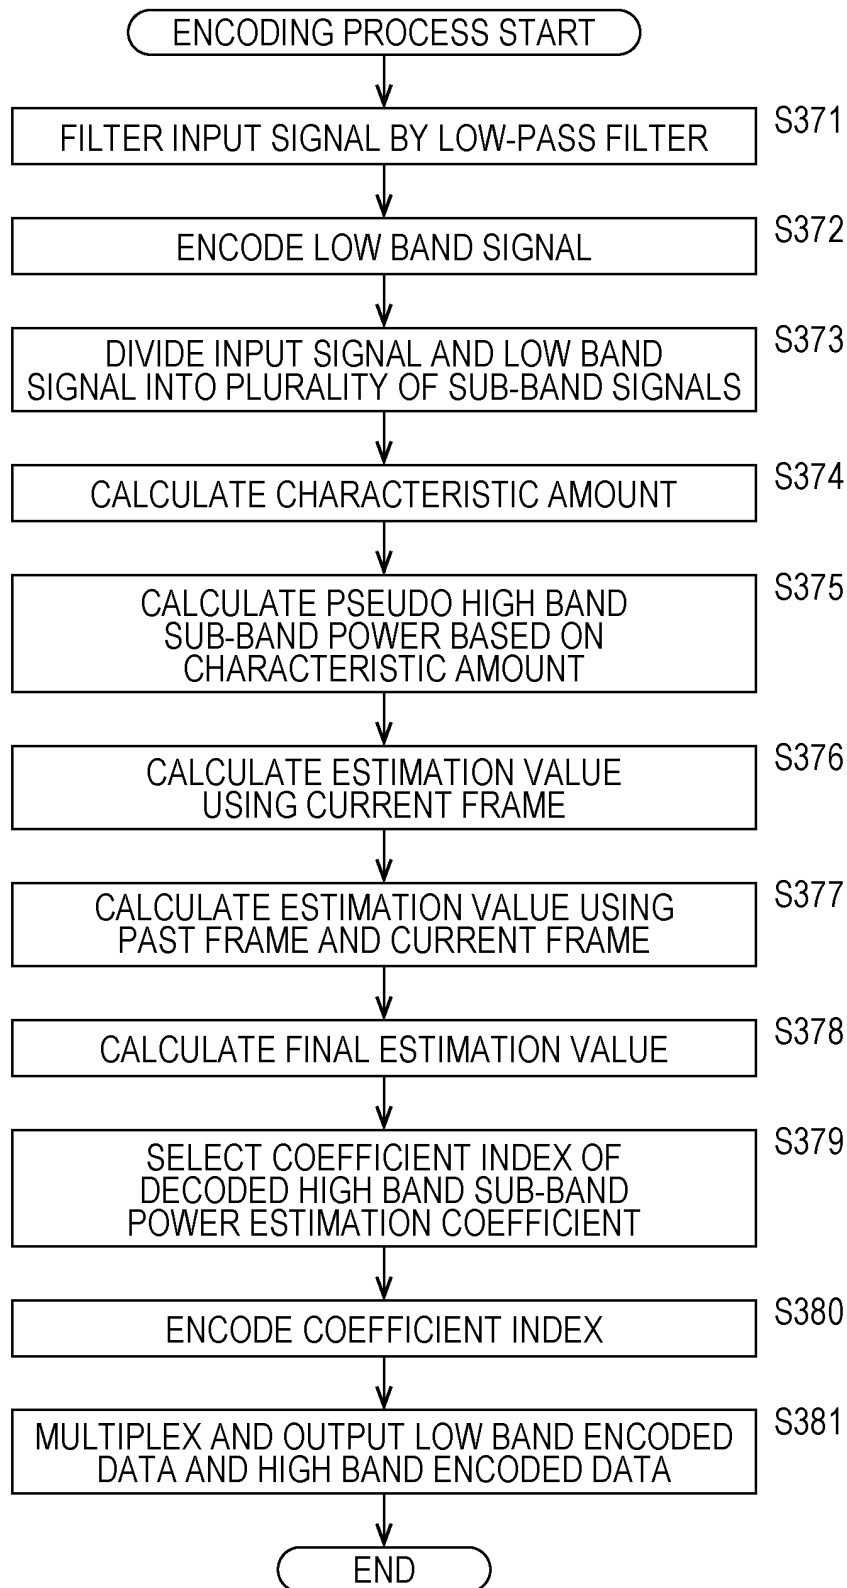 ENCODING PROCESS START
S371
FILTER INPUT SIGNAL BY LOW-PASS FILTER
S372
ENCODE LOW BAND SIGNAL
S373
DIVIDE INPUT SIGNAL AND LOW BAND
SIGNAL INTO PLURALITY OF SUB-BAND SIGNALS
S374
CALCULATE CHARACTERISTIC AMOUNT
S375
CALCULATE PSEUDO HIGH BAND
SUB-BAND POWER BASED ON
CHARACTERISTIC AMOUNT
S376
CALCULATE ESTIMATION VALUE
USING CURRENT FRAME
S377
CALCULATE ESTIMATION VALUE USING
PAST FRAME AND CURRENT FRAME
S378
CALCULATE FINAL ESTIMATION VALUE
S379
SELECT COEFFICIENT INDEX OF
DECODED HIGH BAND SUB-BAND
POWER ESTIMATION COEFFICIENT
S380
ENCODE COEFFICIENT INDEX
S381
MULTIPLEX AND OUTPUT LOW BAND ENCODED
DATA AND HIGH BAND ENCODED DATA
END